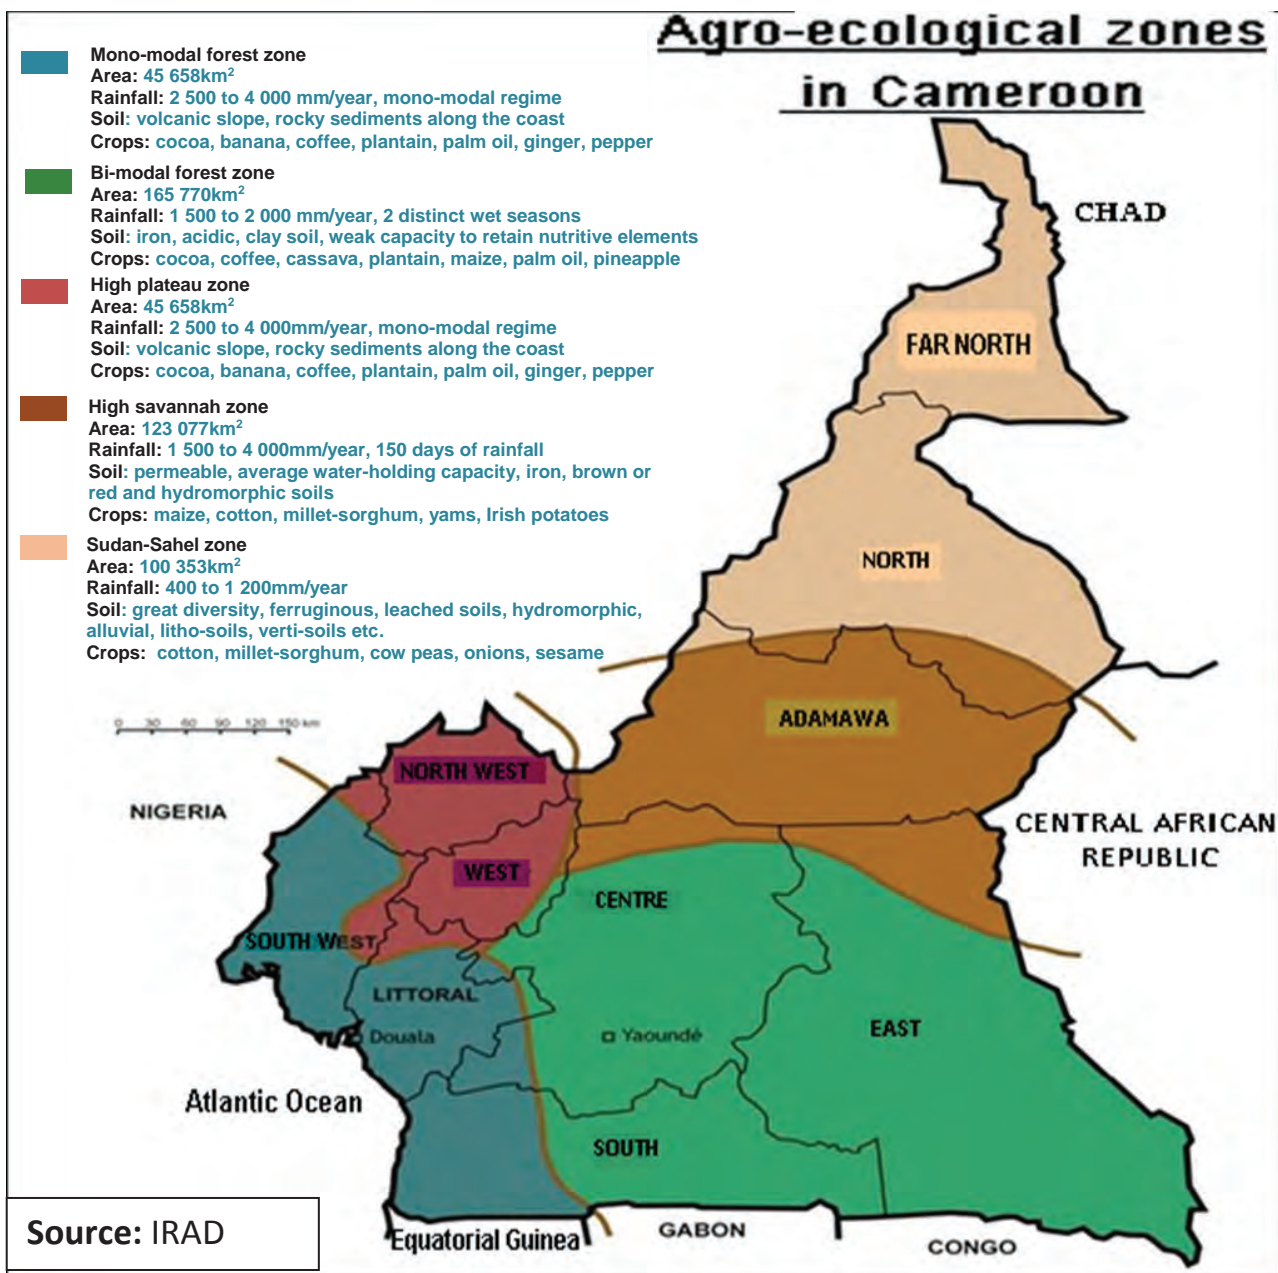 Agro-ecological zones
in Cameroon
Mono-modal forest zone
Area: 45 658km²
Rainfall: 2 500 to 4 000 mm/year, mono-modal regime
Soil: volcanic slope, rocky sediments along the coast
Crops: cocoa, banana, coffee, plantain, palm oil, ginger, pepper
Bi-modal forest zone
Area: 165 770km²
Rainfall: 1 500 to 2 000 mm/year, 2 distinct wet seasons
Soil: iron, acidic, clay soil, weak capacity to retain nutritive elements
Crops: cocoa, coffee, cassava, plantain, maize, palm oil, pineapple
High plateau zone
Area: 45 658km²
Rainfall: 2 500 to 4 000mm/year, mono-modal regime
Soil: volcanic slope, rocky sediments along the coast
Crops: cocoa, banana, coffee, plantain, palm oil, ginger, pepper
High savannah zone
Area: 123 077km²
Rainfall: 1 500 to 4 000mm/year, 150 days of rainfall
Soil: permeable, average water-holding capacity, iron, brown or
red and hydromorphic soils
Crops: maize, cotton, millet-sorghum, yams, Irish potatoes
Sudan-Sahel zone
Area: 100 353km²
Rainfall: 400 to 1 200mm/year
Soil: great diversity, ferruginous, leached soils, hydromorphic,
alluvial, litho-soils, verti-soils etc.
Crops: cotton, millet-sorghum, cow peas, onions, sesame
CHAD
FAR NORTH
NORTH
0 30 60 90 120 150 km
ADAMAWA
NORTH WEST
NIGERIA
CENTRAL AFRICAN
REPUBLIC
WEST
CENTRE
SOUTH WEST
LITTORAL
EAST
Douala
Yaoundé
Atlantic Ocean
SOUTH
Source: IRAD
Equatorial Guinea
GABON
CONGO